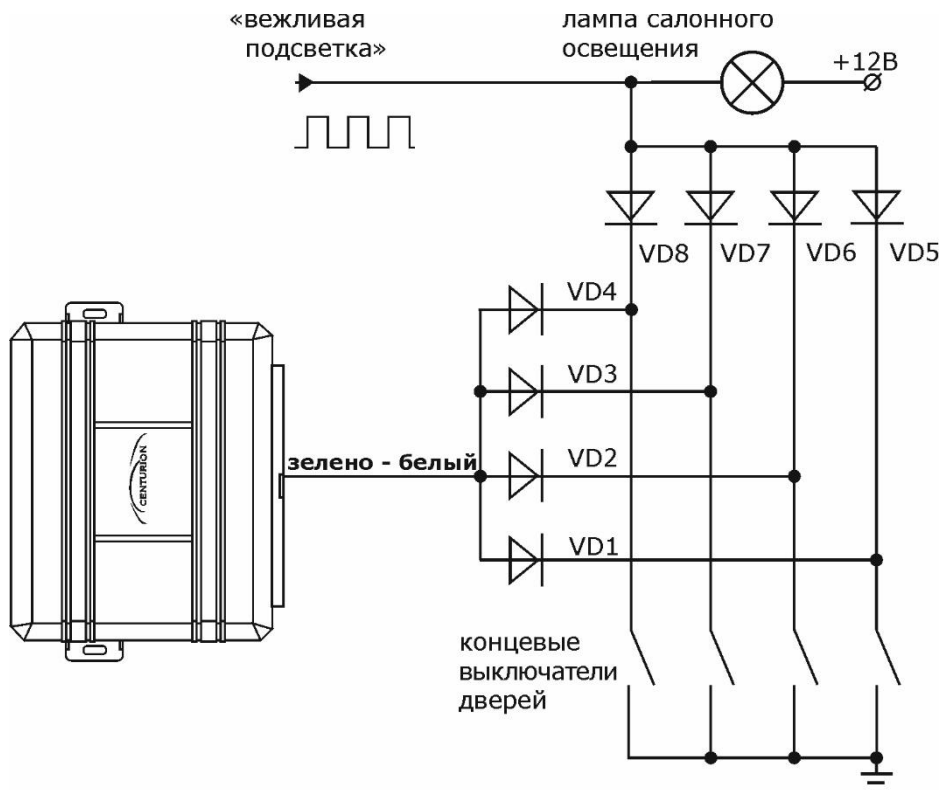 «вежливая
подсветка»
лампа салонного
освещения
+12В
VD8
VD7
VD6
VD5
VD4
VD3
зелено - белый
VD2
VD1
CENTURION
концевые
выключатели
дверей